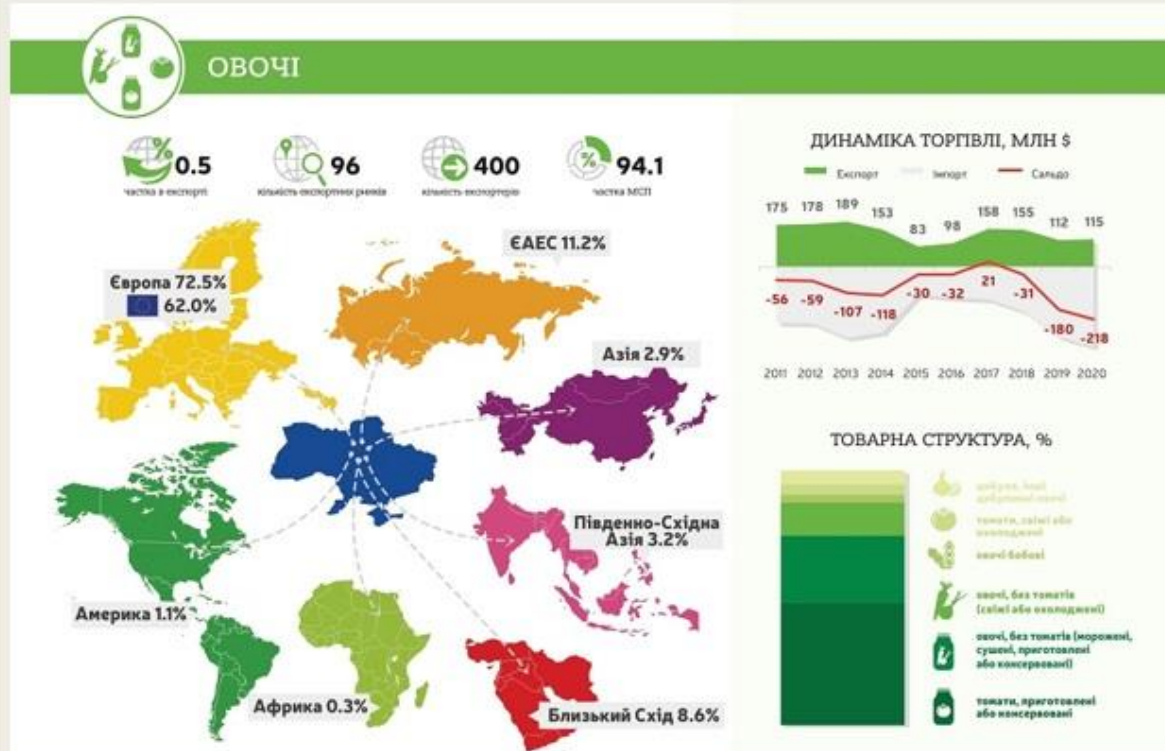 ОВОЧІ
0.5
частка в експорті
96
кількість експортних ринків
400
кількість експортерів
94.1
частка МСП
Європа 72.5%
62.0%
ЄАЕС 11.2%
Азія 2.9%
Південно-Східна
Азія 3.2%
Америка 1.1%
Африка 0.3%
Близький Схід 8.6%
ДИНАМІКА ТОРГІВЛІ, МЛН $
Експорт Імпорт Сальдо
175 178 189 153 83 98 158 155 112 115
-56 -59 -107 -118 -30 -32 21 -31 -180 -218
2011 2012 2013 2014 2015 2016 2017 2018 2019 2020
ТОВАРНА СТРУКТУРА, %
цибуля, інші
цибулинні овочі
томати, свіжі або
охолоджені
овочі бобові
овочі, без томатів
(свіжі або охолоджені)
овочі, без томатів (морожені,
сушені, приготовлені
або консервовані)
томати, приготовлені
або консервовані